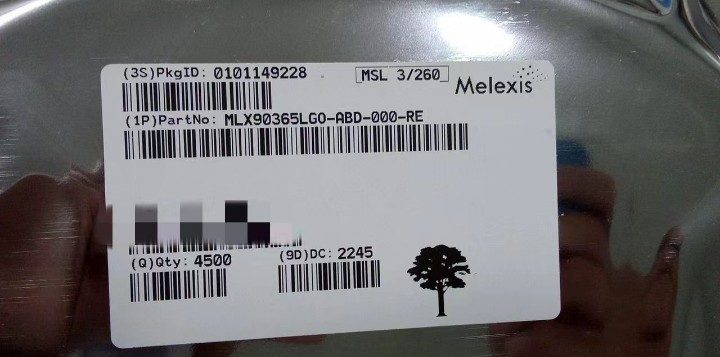 (3S)PkgID: 0101149228
MSL 3/260
Melexis
(1P)PartNo: MLX90365LGO-ABD-000-RE
(Q)Qty: 4500
(9D)DC: 2245